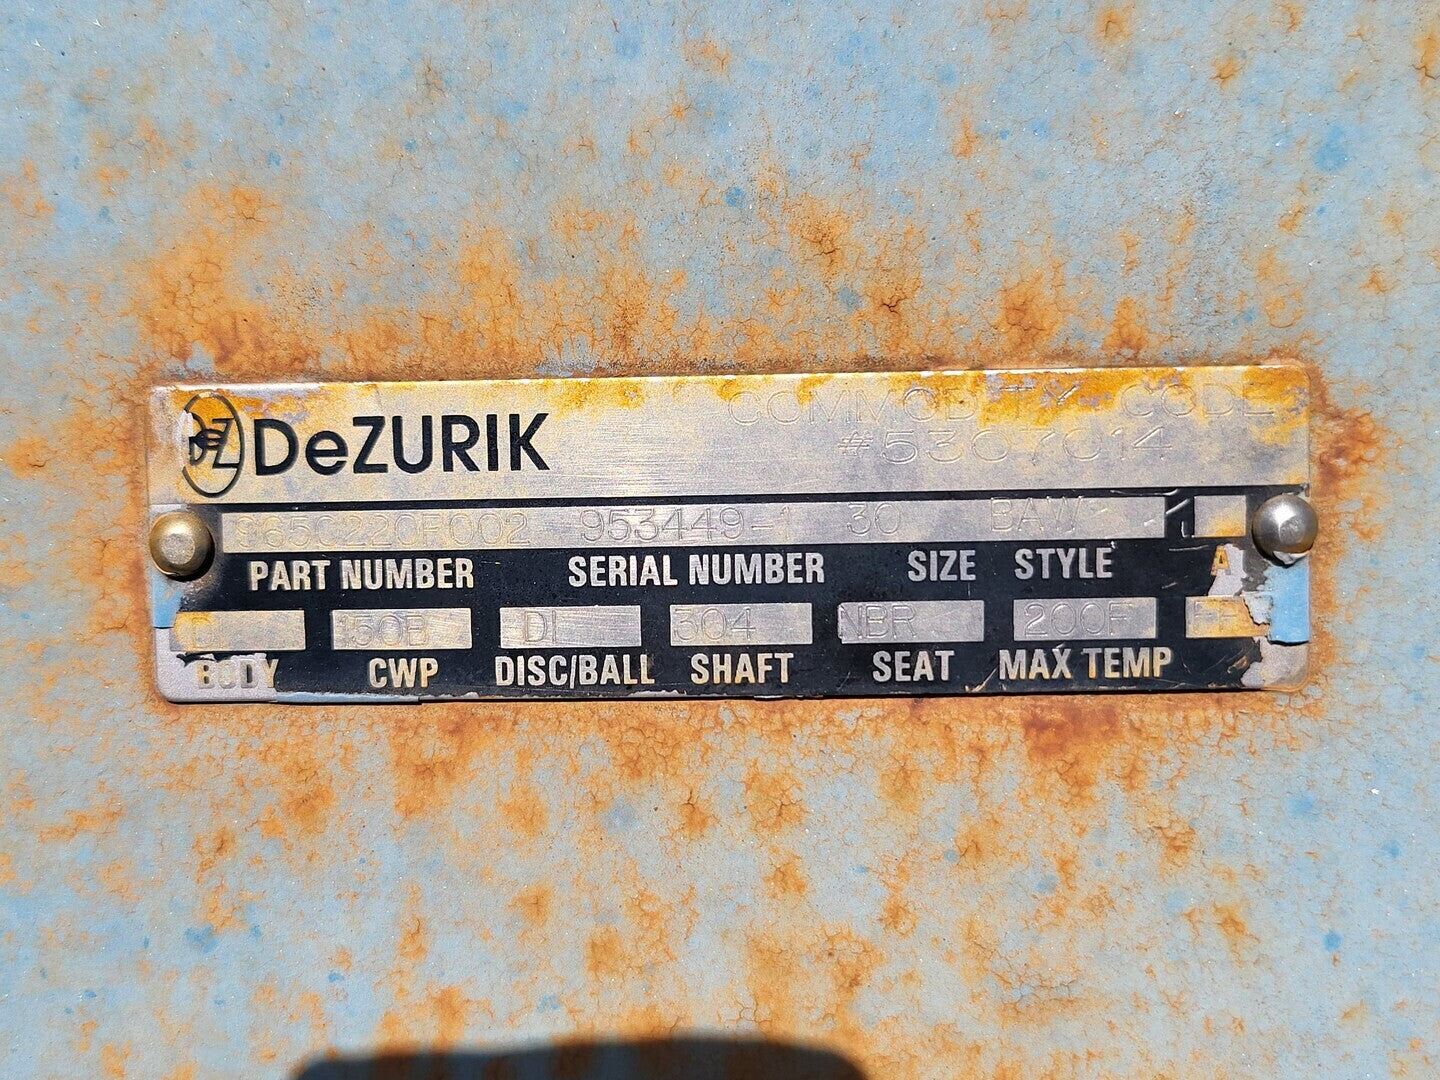 DeZURIK COMMODITY CODE
#5307014
G65C220F002 953449-1 30 BAW
PART NUMBER SERIAL NUMBER SIZE STYLE A
150B DI 304 NBR 200F
BODY CWP DISC/BALL SHAFT SEAT MAX TEMP